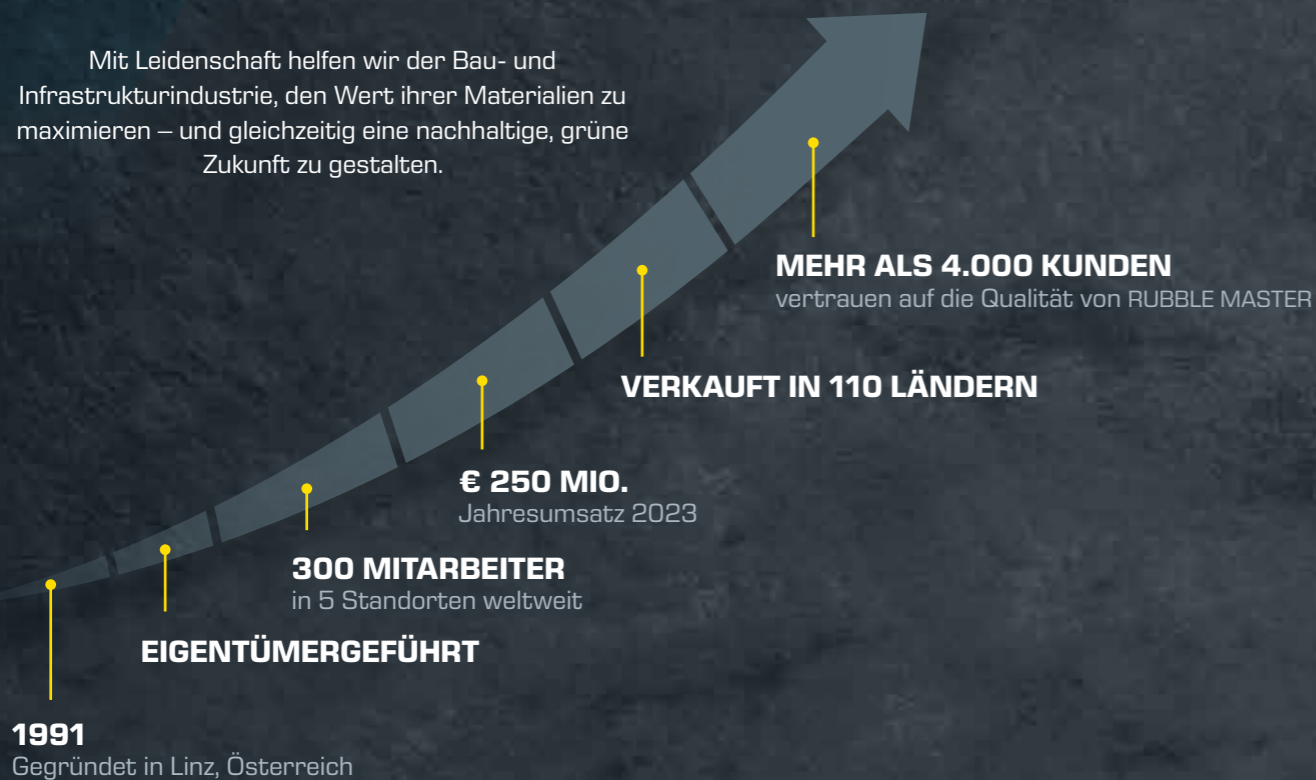 Mit Leidenschaft helfen wir der Bau- und
Infrastrukturindustrie, den Wert ihrer Materialien zu
maximieren – und gleichzeitig eine nachhaltige, grüne
Zukunft zu gestalten.
MEHR ALS 4.000 KUNDEN
vertrauen auf die Qualität von RUBBLE MASTER
VERKAUFT IN 110 LÄNDERN
€ 250 MIO.
Jahresumsatz 2023
300 MITARBEITER
in 5 Standorten weltweit
EIGENTÜMERGEFÜHRT
1991
Gegründet in Linz, Österreich